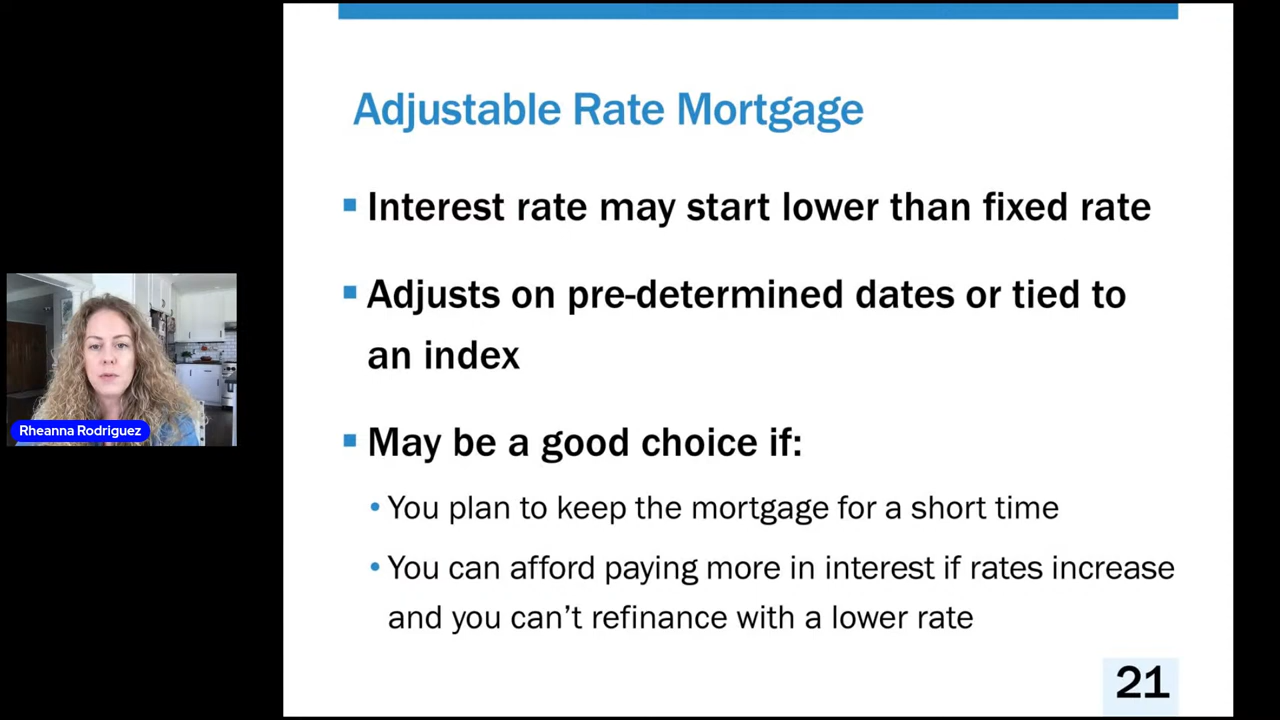 Adjustable Rate Mortgage
Interest rate may start lower than fixed rate
Adjusts on pre-determined dates or tied to
an index
May be a good choice if:
You plan to keep the mortgage for a short time
You can afford paying more in interest if rates increase
and you can’t refinance with a lower rate
Rheanna Rodriguez
21